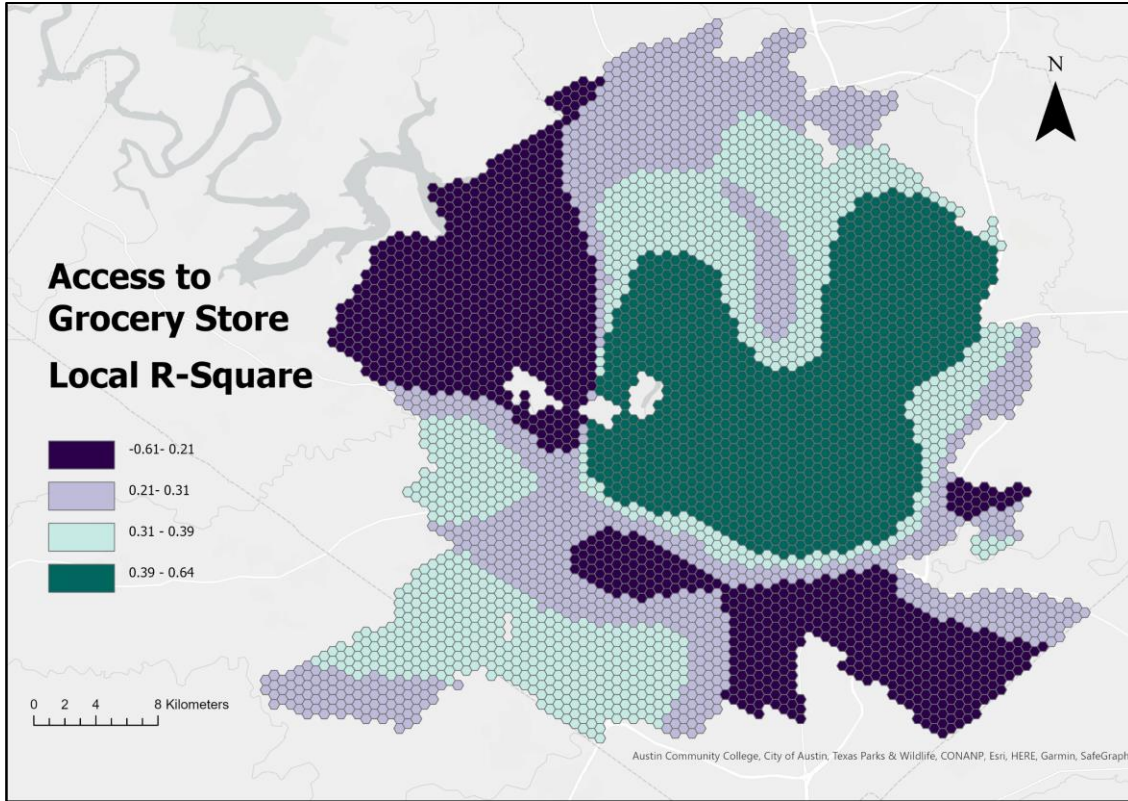 N
Access to
Grocery Store
Local R-Square
-0.61- 0.21
0.21- 0.31
0.31 - 0.39
0.39 - 0.64
0 2 4 8 Kilometers
Austin Community College, City of Austin, Texas Parks & Wildlife, CONANP, Esri, HERE, Garmin, SafeGraph